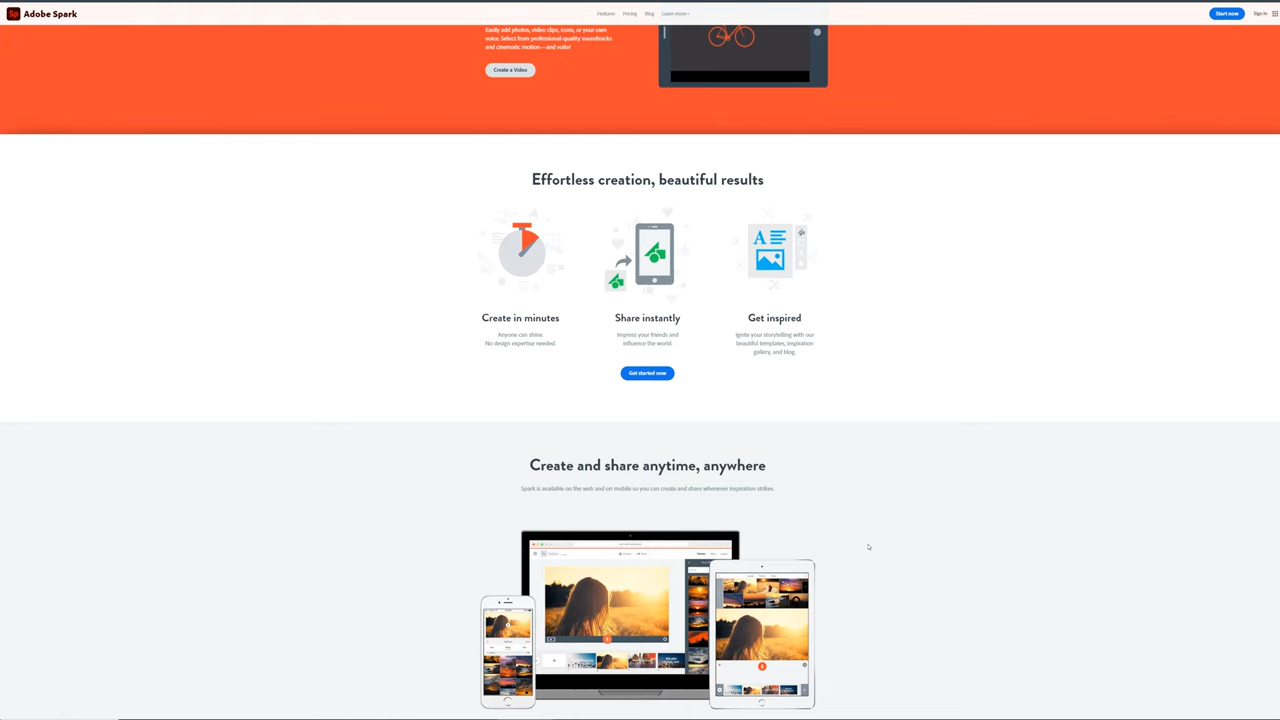 Sp Adobe Spark
Features Pricing Blog Learn more
Start now Sign In
Easily add photos, video clips, icons, or your own
voice. Select from professional-quality soundtracks
and cinematic motion—and voila!
Create a Video
Effortless creation, beautiful results
Create in minutes
Anyone can shine.
No design expertise needed.
Share instantly
Impress your friends and
influence the world.
Get inspired
Ignite your storytelling with our
beautiful templates, inspiration
gallery, and blog.
Get started now
Create and share anytime, anywhere
Spark is available on the web and on mobile so you can create and share whenever inspiration strikes.